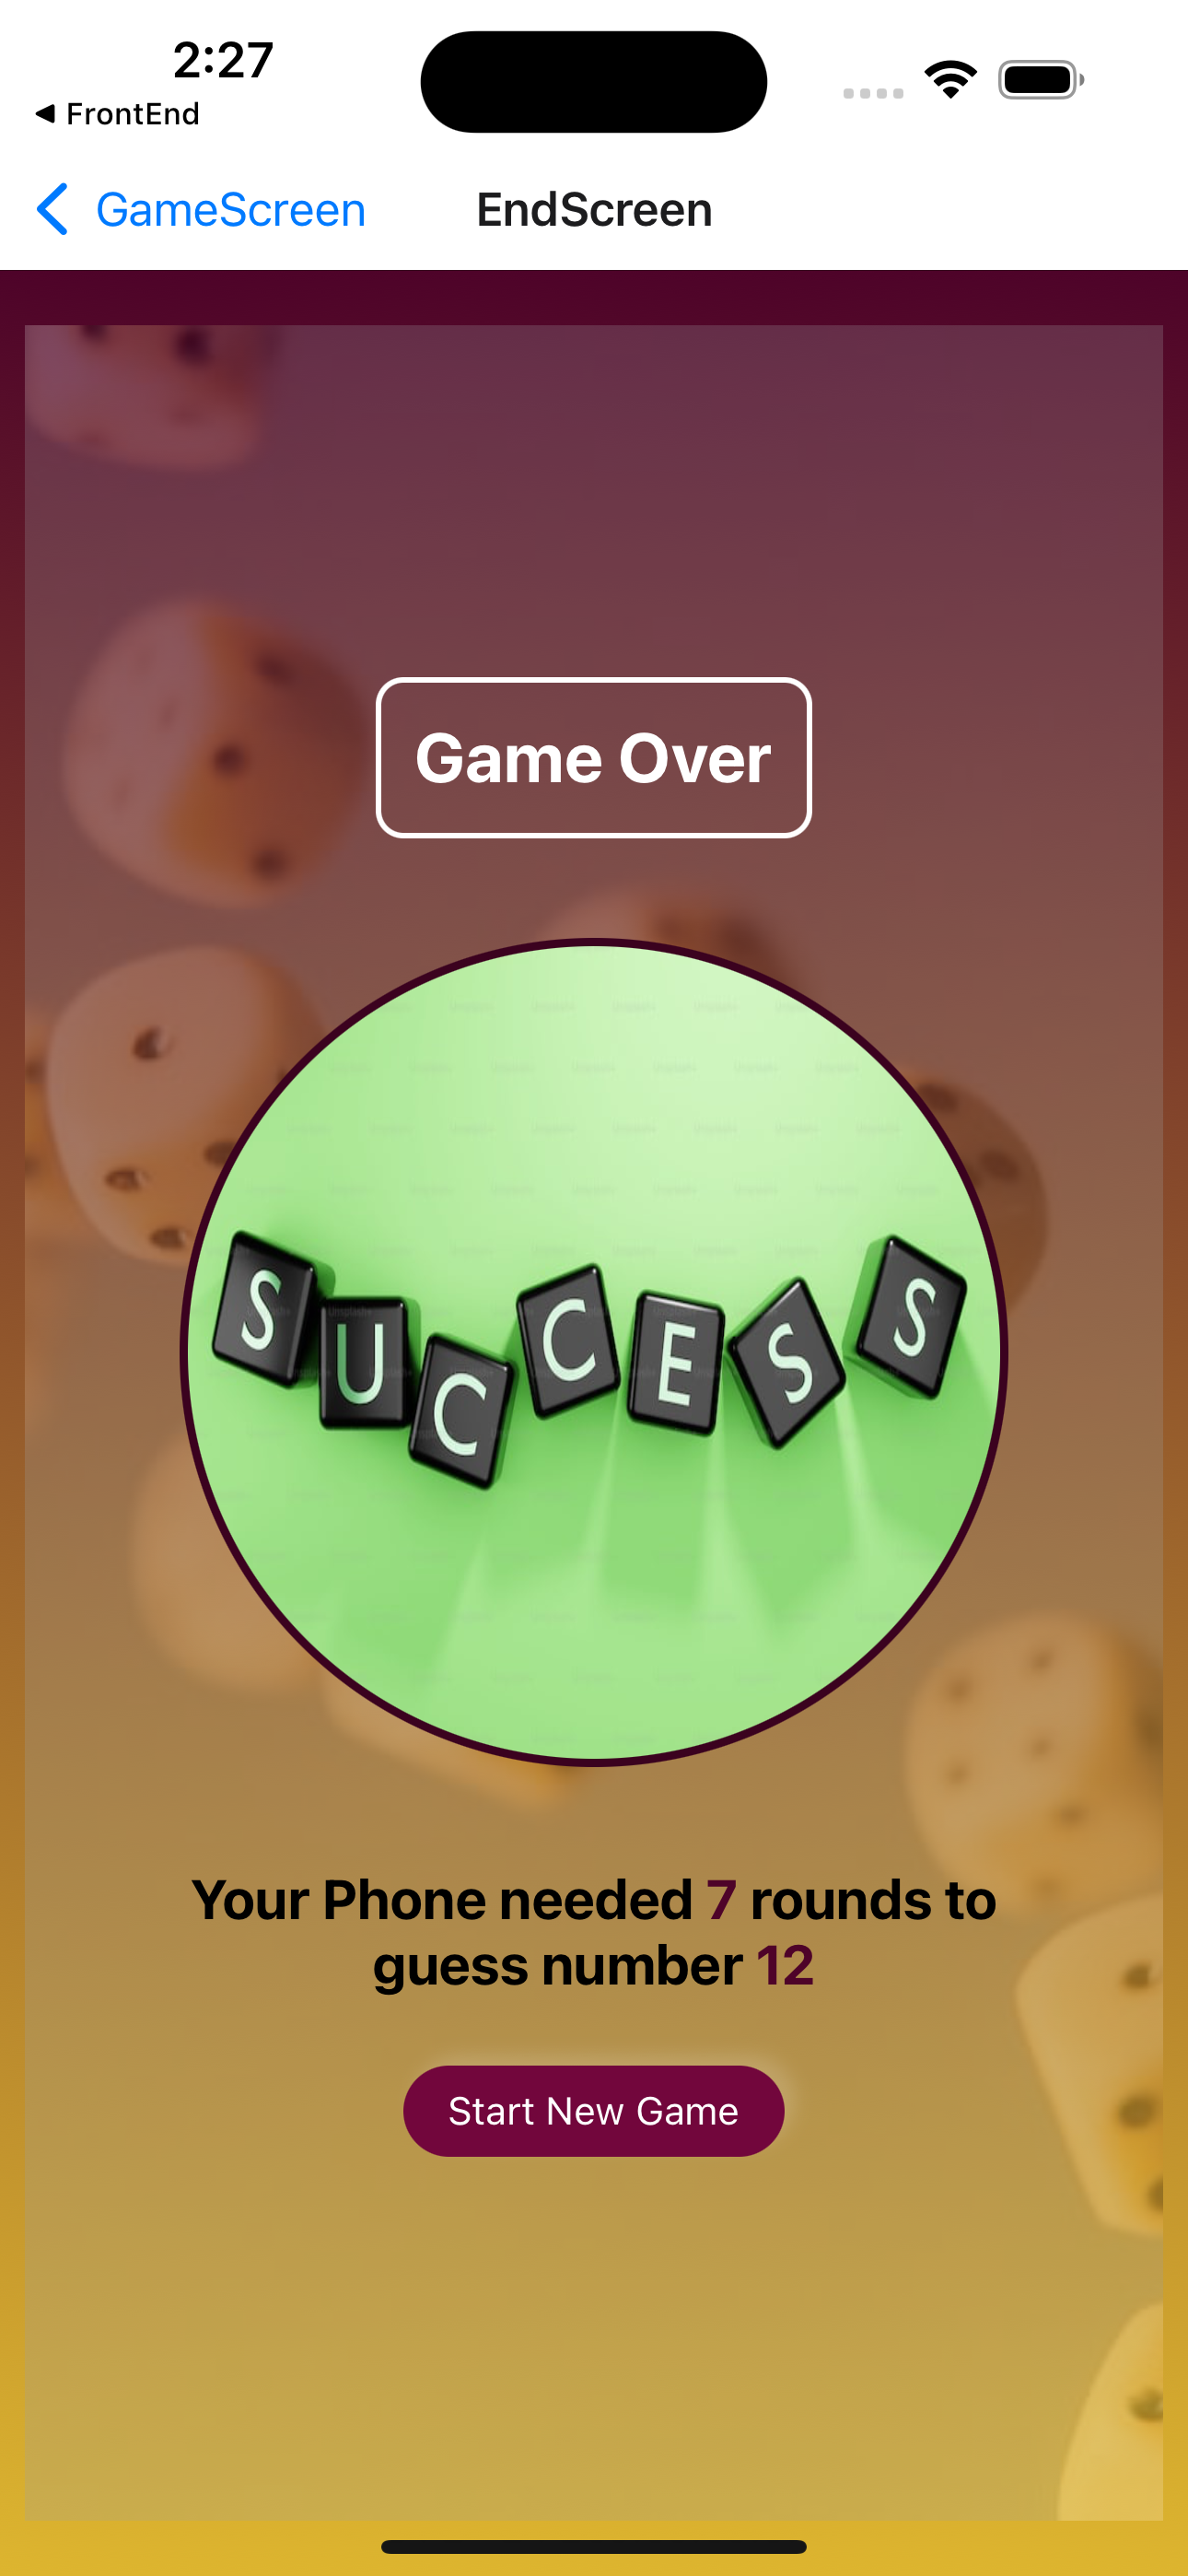 2:27
◀ FrontEnd
GameScreen
EndScreen
Game Over
SUCCESS
Your Phone needed 7 rounds to
guess number 12
Start New Game